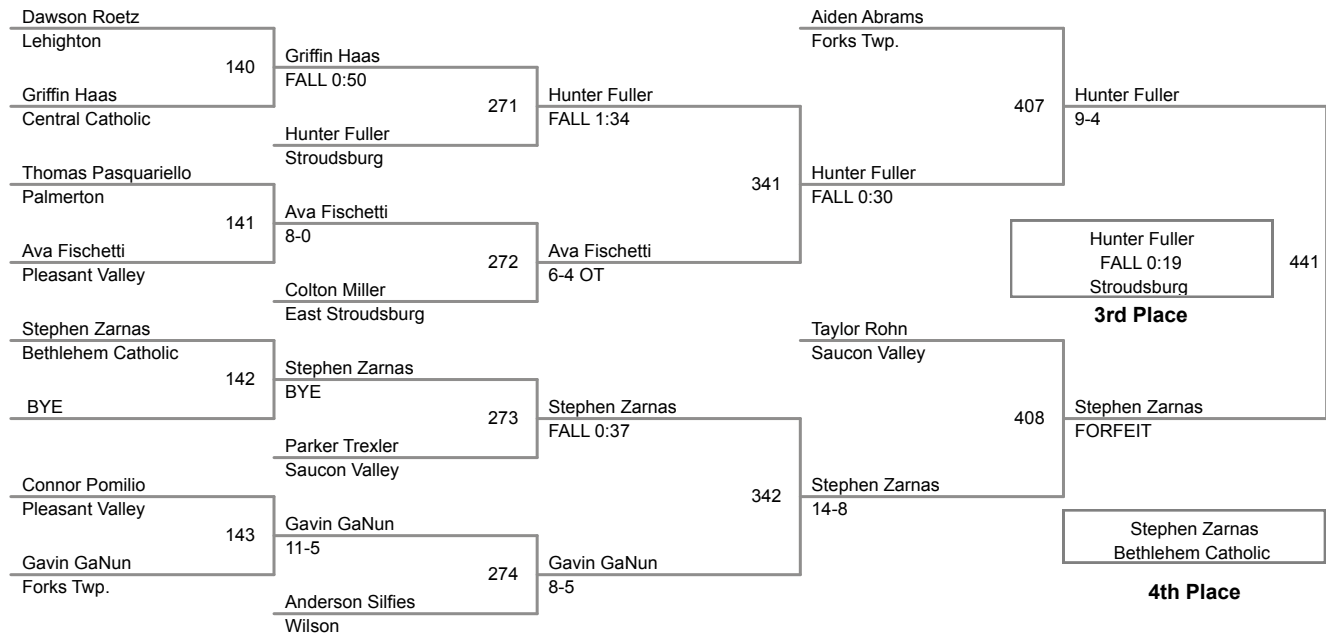 Dawson Roetz
Lehighton
140
Griffin Haas
Central Catholic
Thomas Pasquariello
Palmerton
141
Ava Fischetti
Pleasant Valley
Stephen Zarnas
Bethlehem Catholic
142
BYE
Connor Pomilio
Pleasant Valley
143
Gavin GaNun
Forks Twp.
Griffin Haas
FALL 0:50
271
Hunter Fuller
Stroudsburg
Ava Fischetti
8-0
272
Colton Miller
East Stroudsburg
Stephen Zarnas
BYE
273
Parker Trexler
Saucon Valley
Gavin GaNun
11-5
274
Anderson Silfies
Wilson
Hunter Fuller
FALL 1:34
341
Ava Fischetti
6-4 OT
Stephen Zarnas
FALL 0:37
342
Gavin GaNun
8-5
Aiden Abrams
Forks Twp.
407
Hunter Fuller
FALL 0:30
Taylor Rohn
Saucon Valley
408
Stephen Zarnas
14-8
Hunter Fuller
9-4
Hunter Fuller
FALL 0:19
Stroudsburg
441
3rd Place
Stephen Zarnas
FORFEIT
Stephen Zarnas
Bethlehem Catholic
4th Place